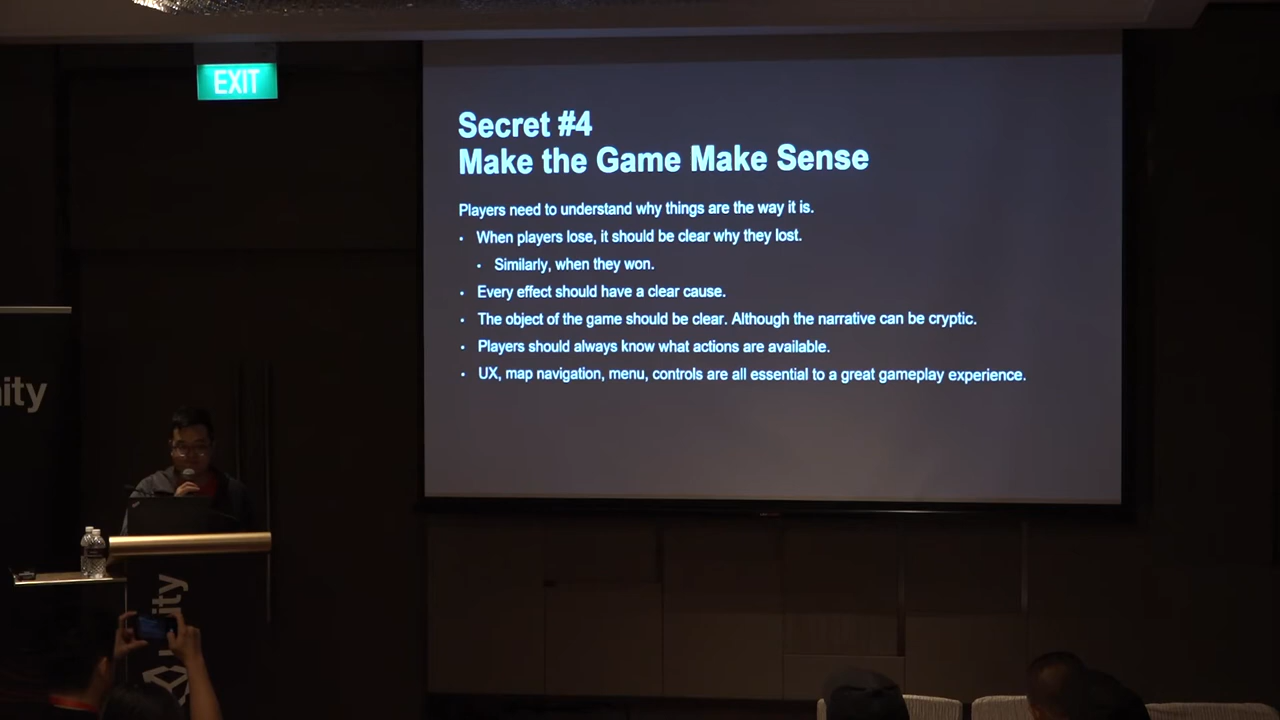 EXIT
Secret #4
Make the Game Make Sense
Players need to understand why things are the way it is.
• When players lose, it should be clear why they lost.
• Similarly, when they won.
• Every effect should have a clear cause.
• The object of the game should be clear. Although the narrative can be cryptic.
• Players should always know what actions are available.
• UX, map navigation, menu, controls are all essential to a great gameplay experience.
ity
ity